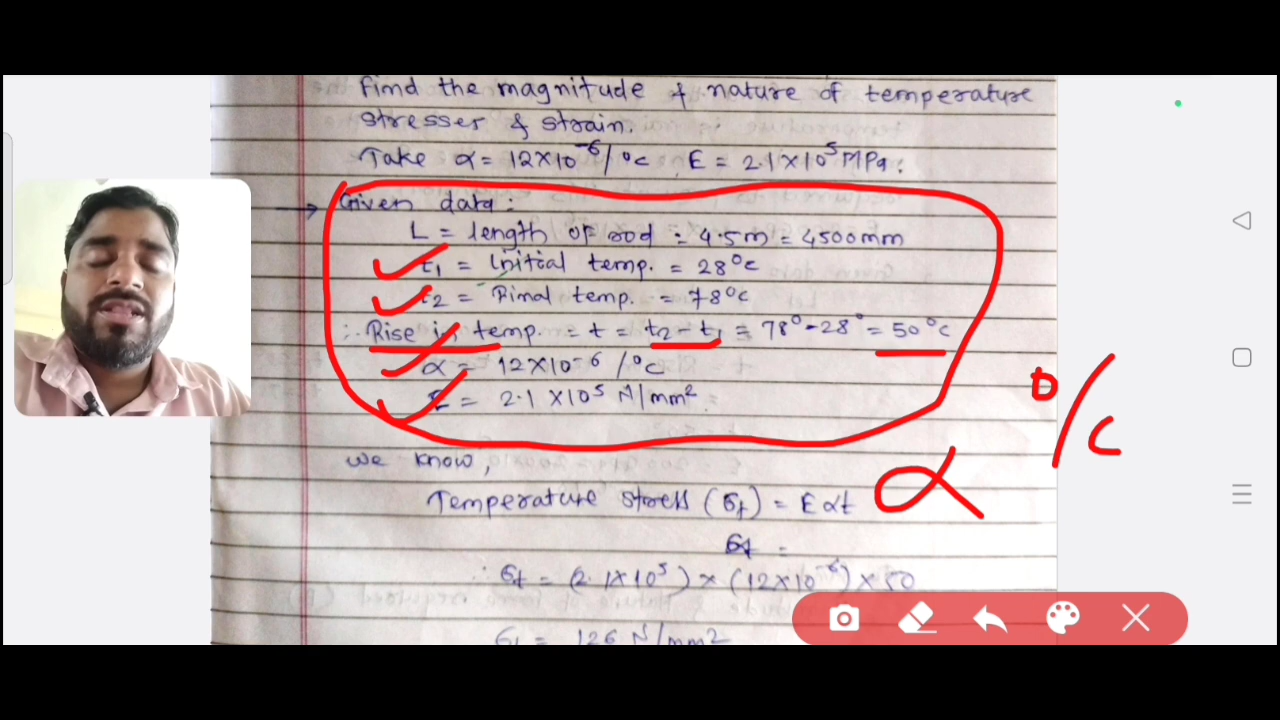 Find the magnitude & nature of temperature
stresses & strain.
Take α = 12×10⁻⁶/°c E = 2.1×10⁵ MPa.
→ Given data:
L = length of rod = 4.5m = 4500mm
t₁ = initial temp. = 28°c
t₂ = Final temp. = 78°c
∴ Rise in temp. = t = t₂ - t₁ = 78° - 28° = 50°c
α = 12×10⁻⁶ /°c
E = 2.1 ×10⁵ N/mm²
°/c
we know,
Temperature stress (σt) = E αt
α
σt =
∴ σt = (2.1×10⁵) × (12×10⁻⁶) × 50
σt = 126 N/mm²